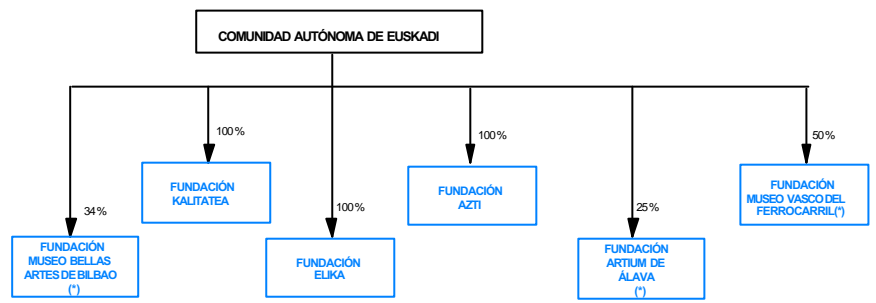 COMUNIDAD AUTÓNOMA DE EUSKADI
100%
100%
50%
FUNDACIÓN
KALITATEA
FUNDACIÓN
AZTI
FUNDACIÓN
MUSEO VASCO DEL
FERROCARRIL(*)
34%
100%
25%
FUNDACIÓN
MUSEO BELLAS
ARTES DE BILBAO
(*)
FUNDACIÓN
ELIKA
FUNDACIÓN
ARTIUM DE
ÁLAVA
(*)